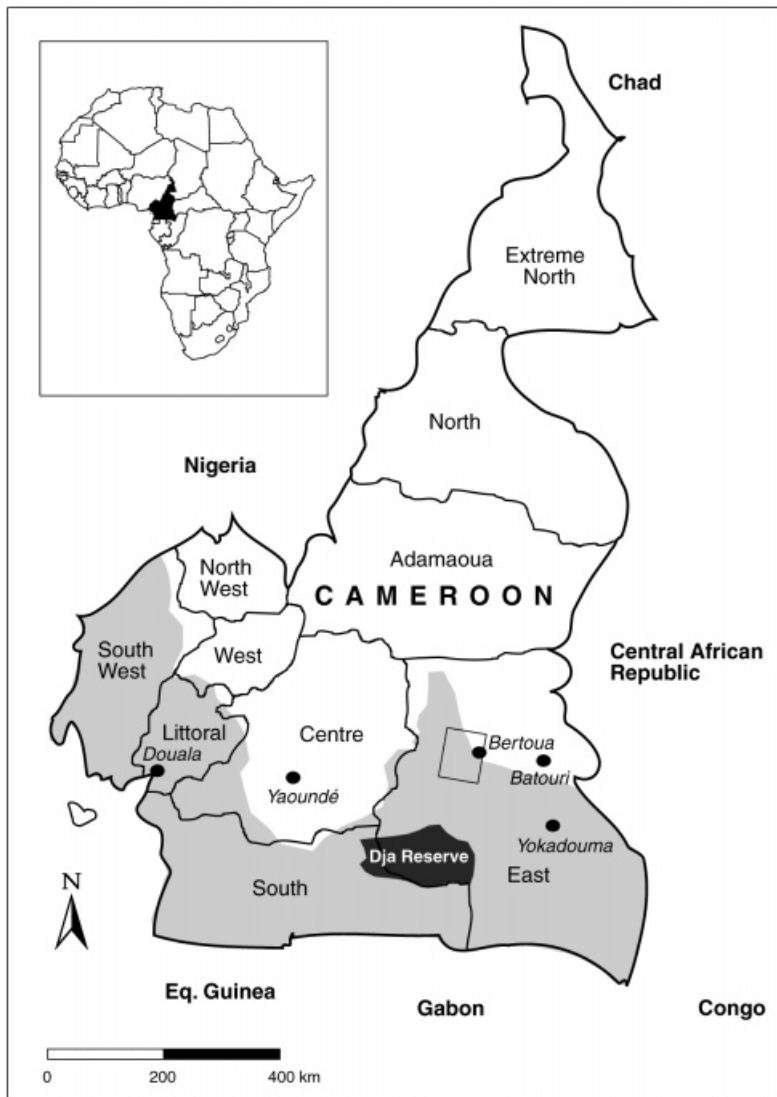 Chad
Extreme
North
North
Nigeria
Adamaoua
North
West
CAMEROON
South
West
West
Central African
Republic
Littoral
Centre
Douala
Bertoua
Batouri
Yaoundé
Yokadouma
Dja Reserve
East
South
N
Eq. Guinea
Gabon
Congo
0 200 400 km